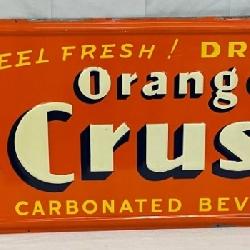 EEL FRESH! DR
Orang
Crus
CARBONATED BEV